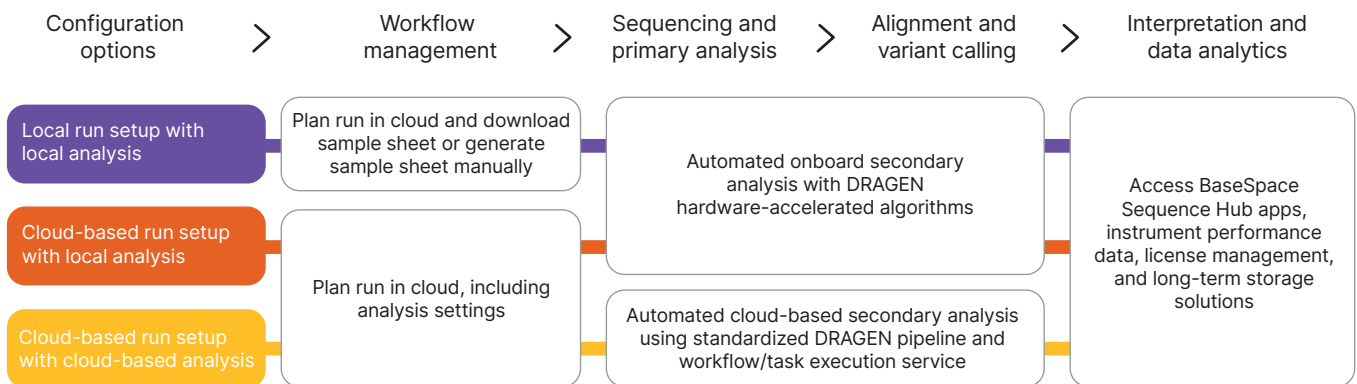 Configuration
options
Workflow
management
Sequencing and
primary analysis
Alignment and
variant calling
Interpretation and
data analytics
Local run setup with
local analysis
Plan run in cloud and download
sample sheet or generate
sample sheet manually
Automated onboard secondary
analysis with DRAGEN
hardware-accelerated algorithms
Access BaseSpace
Sequence Hub apps,
instrument performance
data, license management,
and long-term storage
solutions
Cloud-based run setup
with local analysis
Plan run in cloud, including
analysis settings
Cloud-based run setup
with cloud-based analysis
Automated cloud-based secondary analysis
using standardized DRAGEN pipeline and
workflow/task execution service